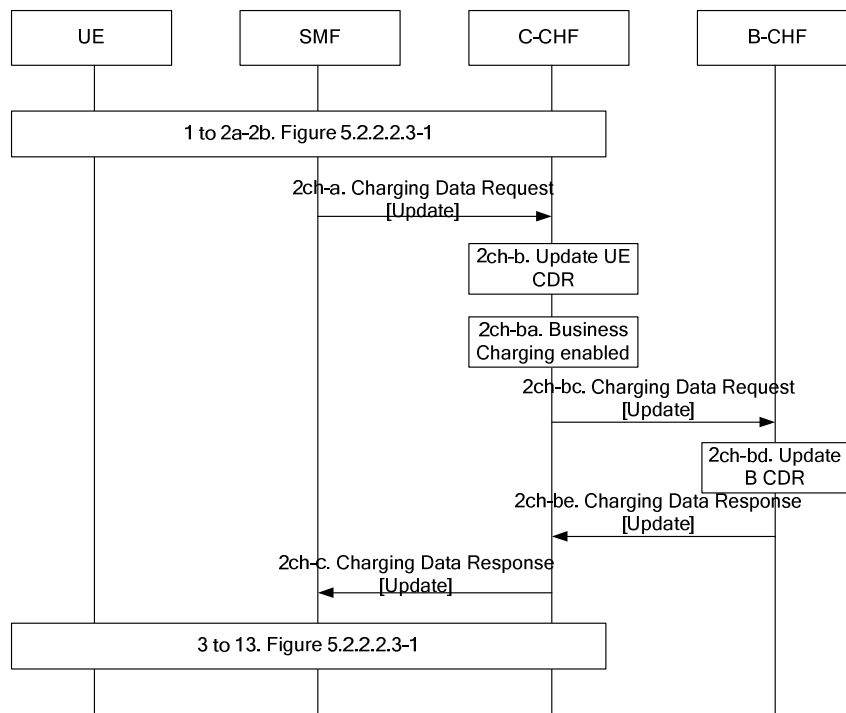 UE
SMF
C-CHF
B-CHF
1 to 2a-2b. Figure 5.2.2.2.3-1
2ch-a. Charging Data Request
[Update]
2ch-b. Update UE
CDR
2ch-ba. Business
Charging enabled
2ch-bc. Charging Data Request
[Update]
2ch-bd. Update
B CDR
2ch-be. Charging Data Response
[Update]
2ch-c. Charging Data Response
[Update]
3 to 13. Figure 5.2.2.2.3-1